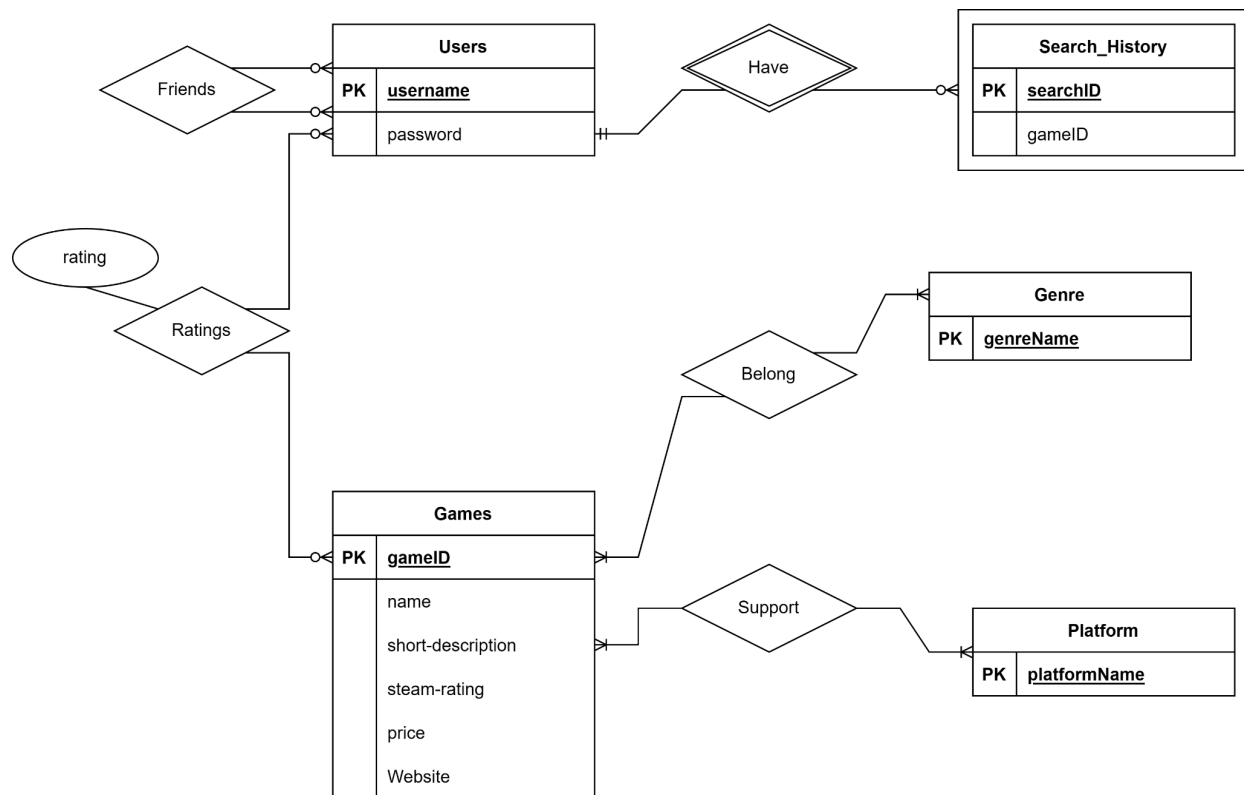 Users
Search_History
Friends
Have
PK username
PK searchID
password
gameID
rating
Genre
Ratings
PK genreName
Belong
Games
PK gameID
name
Support
Platform
short-description
PK platformName
steam-rating
price
Website